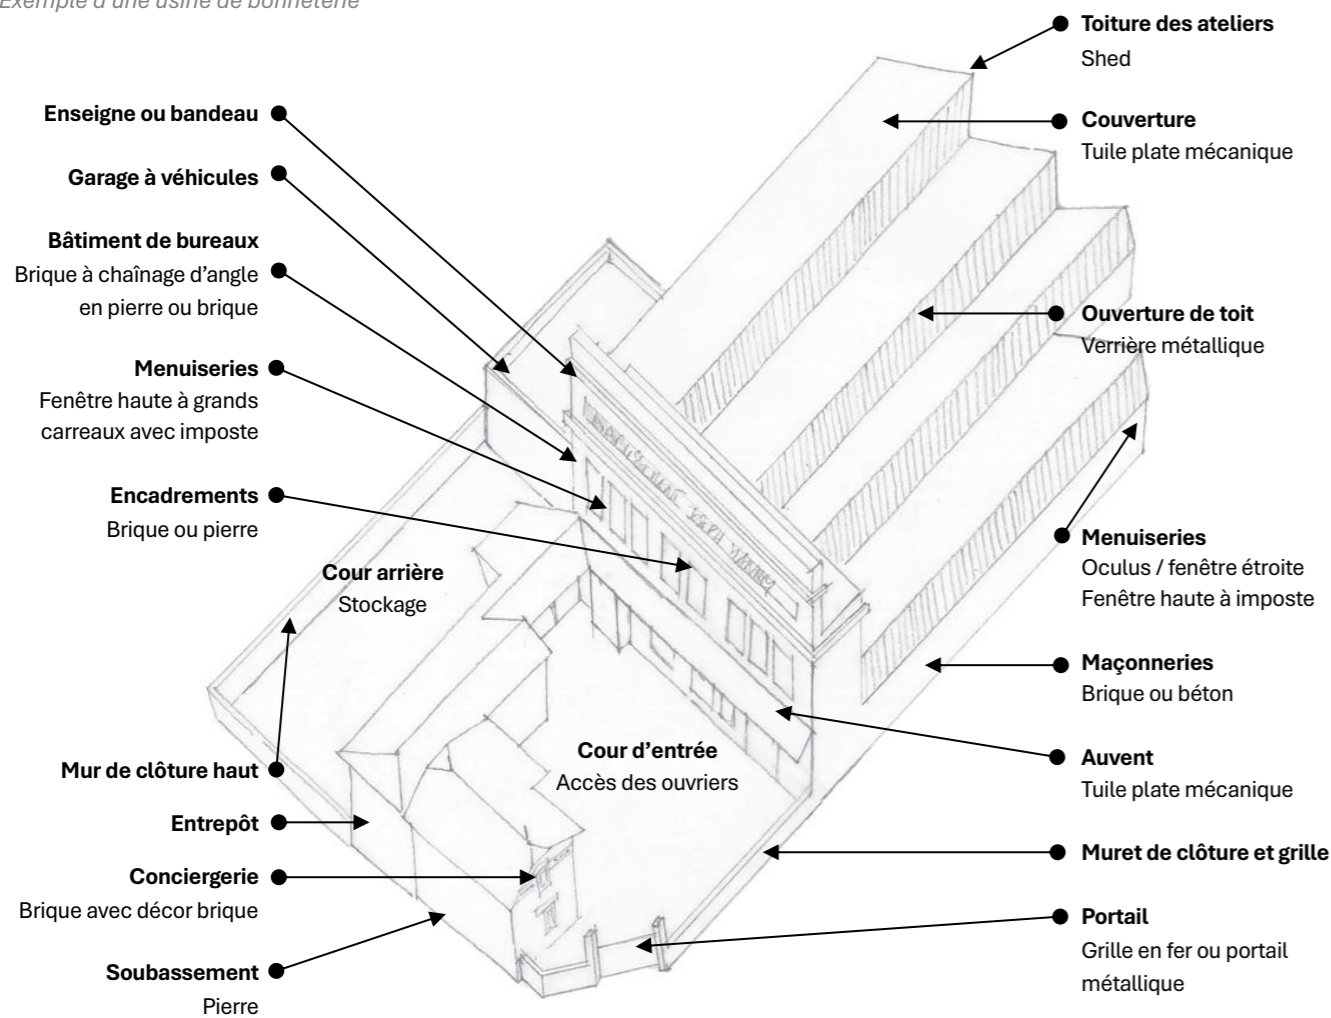 Exemple d'une usine de bonneterie
Enseigne ou bandeau
Garage à véhicules
Bâtiment de bureaux
Brique à chaînage d'angle
en pierre ou brique
Menuiseries
Fenêtre haute à grands
carreaux avec imposte
Encadrements
Brique ou pierre
Cour arrière
Stockage
Mur de clôture haut
Entrepôt
Conciergerie
Brique avec décor brique
Soubassement
Pierre
Cour d'entrée
Accès des ouvriers
Toiture des ateliers
Shed
Couverture
Tuile plate mécanique
Ouverture de toit
Verrière métallique
Menuiseries
Oculus / fenêtre étroite
Fenêtre haute à imposte
Maçonneries
Brique ou béton
Auvent
Tuile plate mécanique
Muret de clôture et grille
Portail
Grille en fer ou portail
métallique